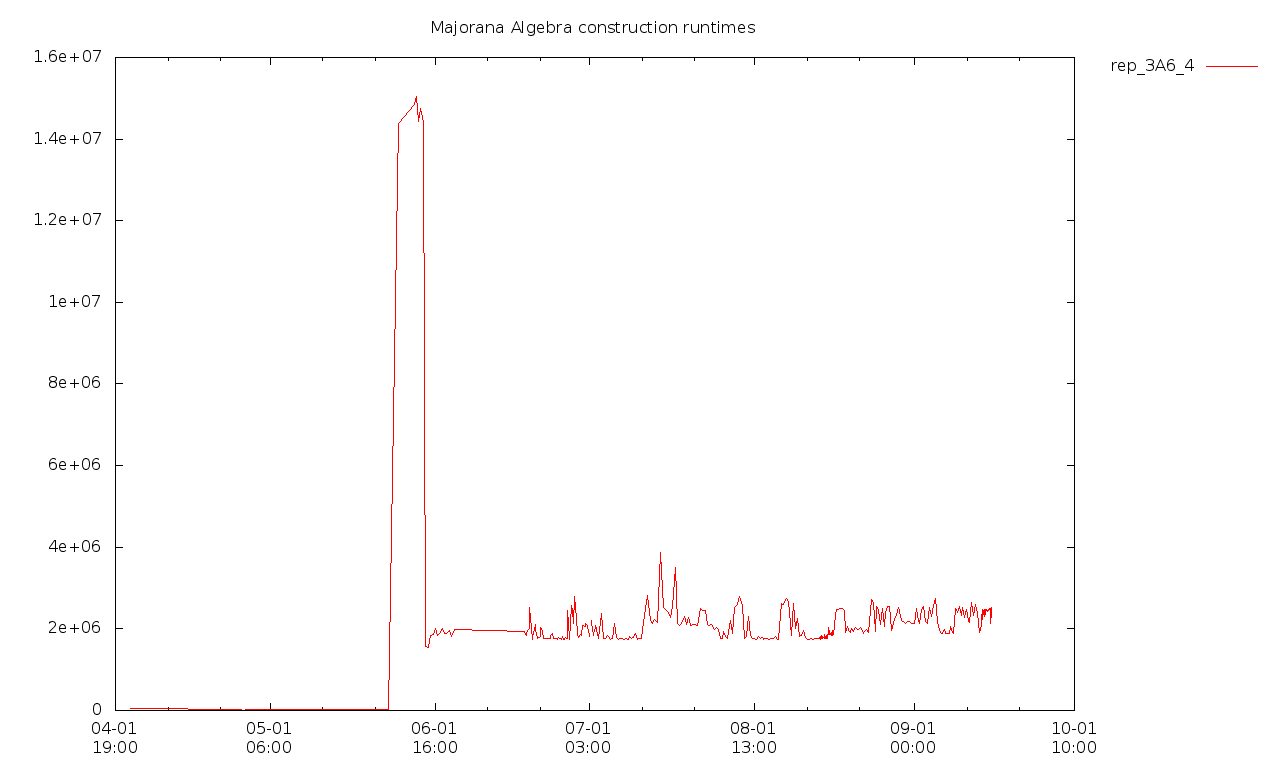 Majorana Algebra construction runtimes
rep_3A6_4
1.6e+07
1.4e+07
1.2e+07
1e+07
8e+06
6e+06
4e+06
2e+06
0
04-01 05-01 06-01 07-01 08-01 09-01 10-01
19:00 06:00 16:00 03:00 13:00 00:00 10:00